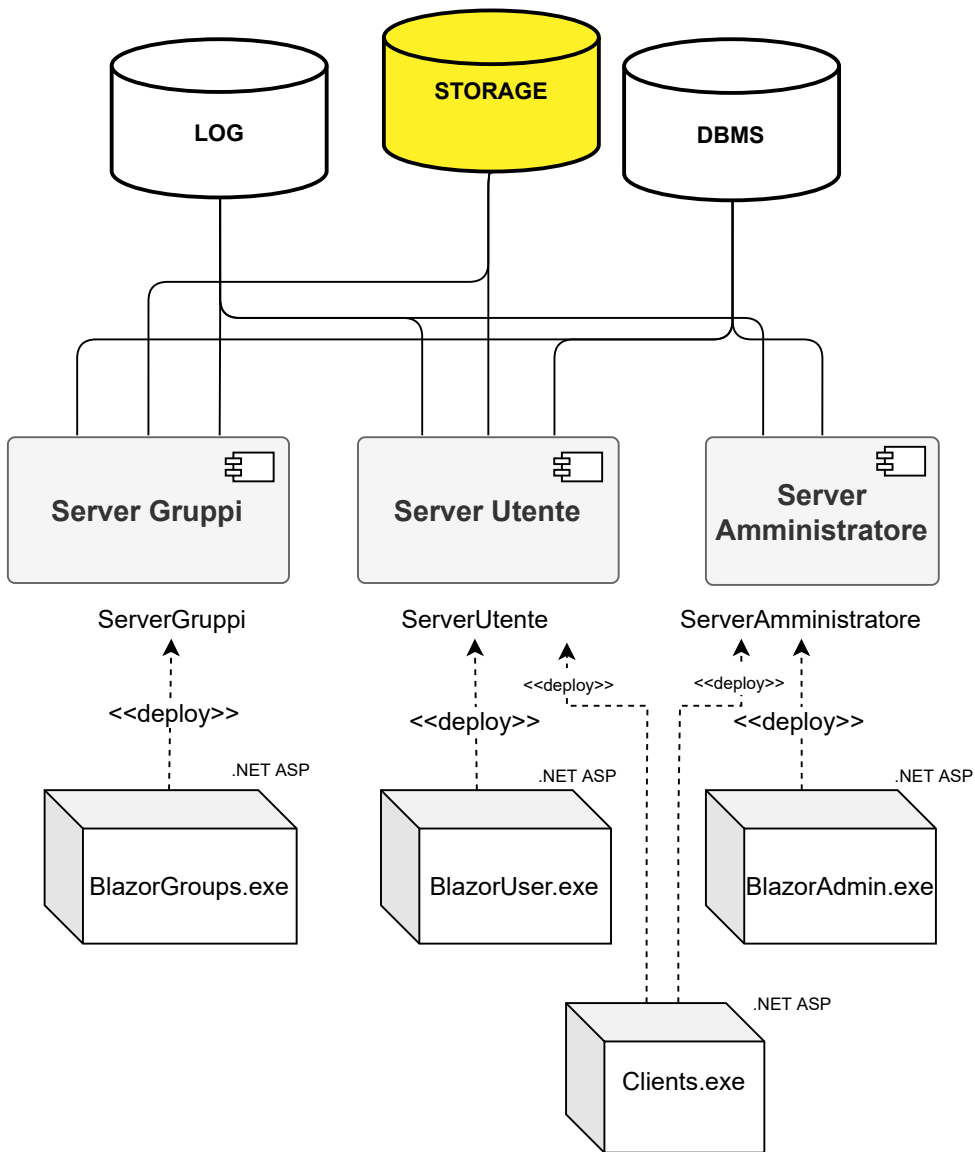 STORAGE
LOG
DBMS
Server Gruppi
Server Utente
Server
Amministratore
ServerGruppi
ServerUtente
ServerAmministratore
<<deploy>>
<<deploy>>
<<deploy>>
<<deploy>>
<<deploy>>
.NET ASP
.NET ASP
.NET ASP
BlazorGroups.exe
BlazorUser.exe
BlazorAdmin.exe
.NET ASP
Clients.exe